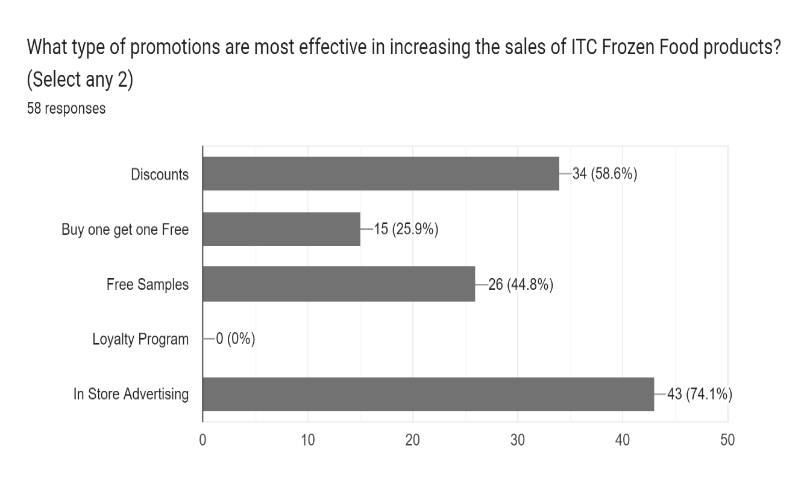 What type of promotions are most effective in increasing the sales of ITC Frozen Food products?
(Select any 2)
58 responses
Discounts
34 (58.6%)
Buy one get one Free
15 (25.9%)
Free Samples
26 (44.8%)
Loyalty Program
0 (0%)
In Store Advertising
43 (74.1%)
0 10 20 30 40 50